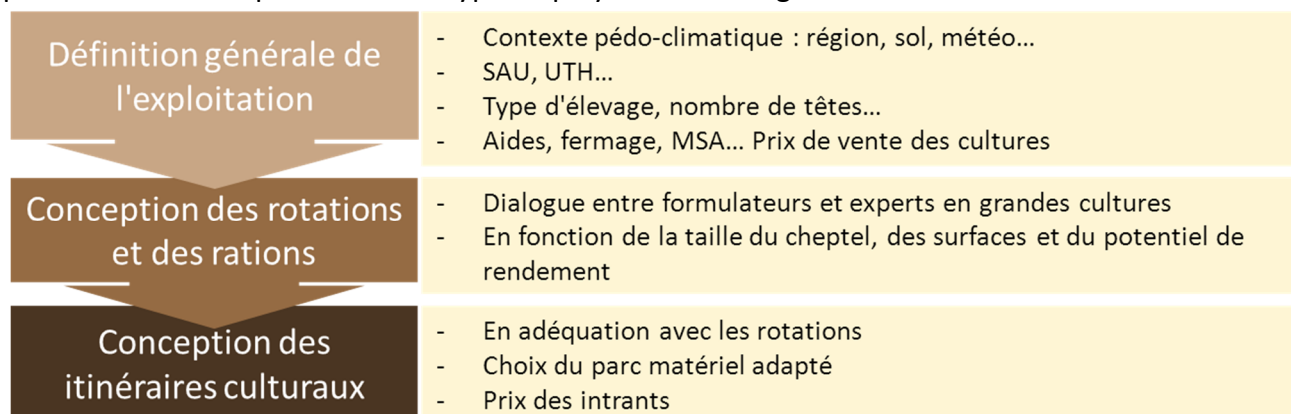 Définition générale de
l'exploitation
- Contexte pédo-climatique : région, sol, météo…
- SAU, UTH…
- Type d'élevage, nombre de têtes…
- Aides, fermage, MSA… Prix de vente des cultures
Conception des rotations
et des rations
- Dialogue entre formulateurs et experts en grandes cultures
- En fonction de la taille du cheptel, des surfaces et du potentiel de
rendement
Conception des
itinéraires culturaux
- En adéquation avec les rotations
- Choix du parc matériel adapté
- Prix des intrants